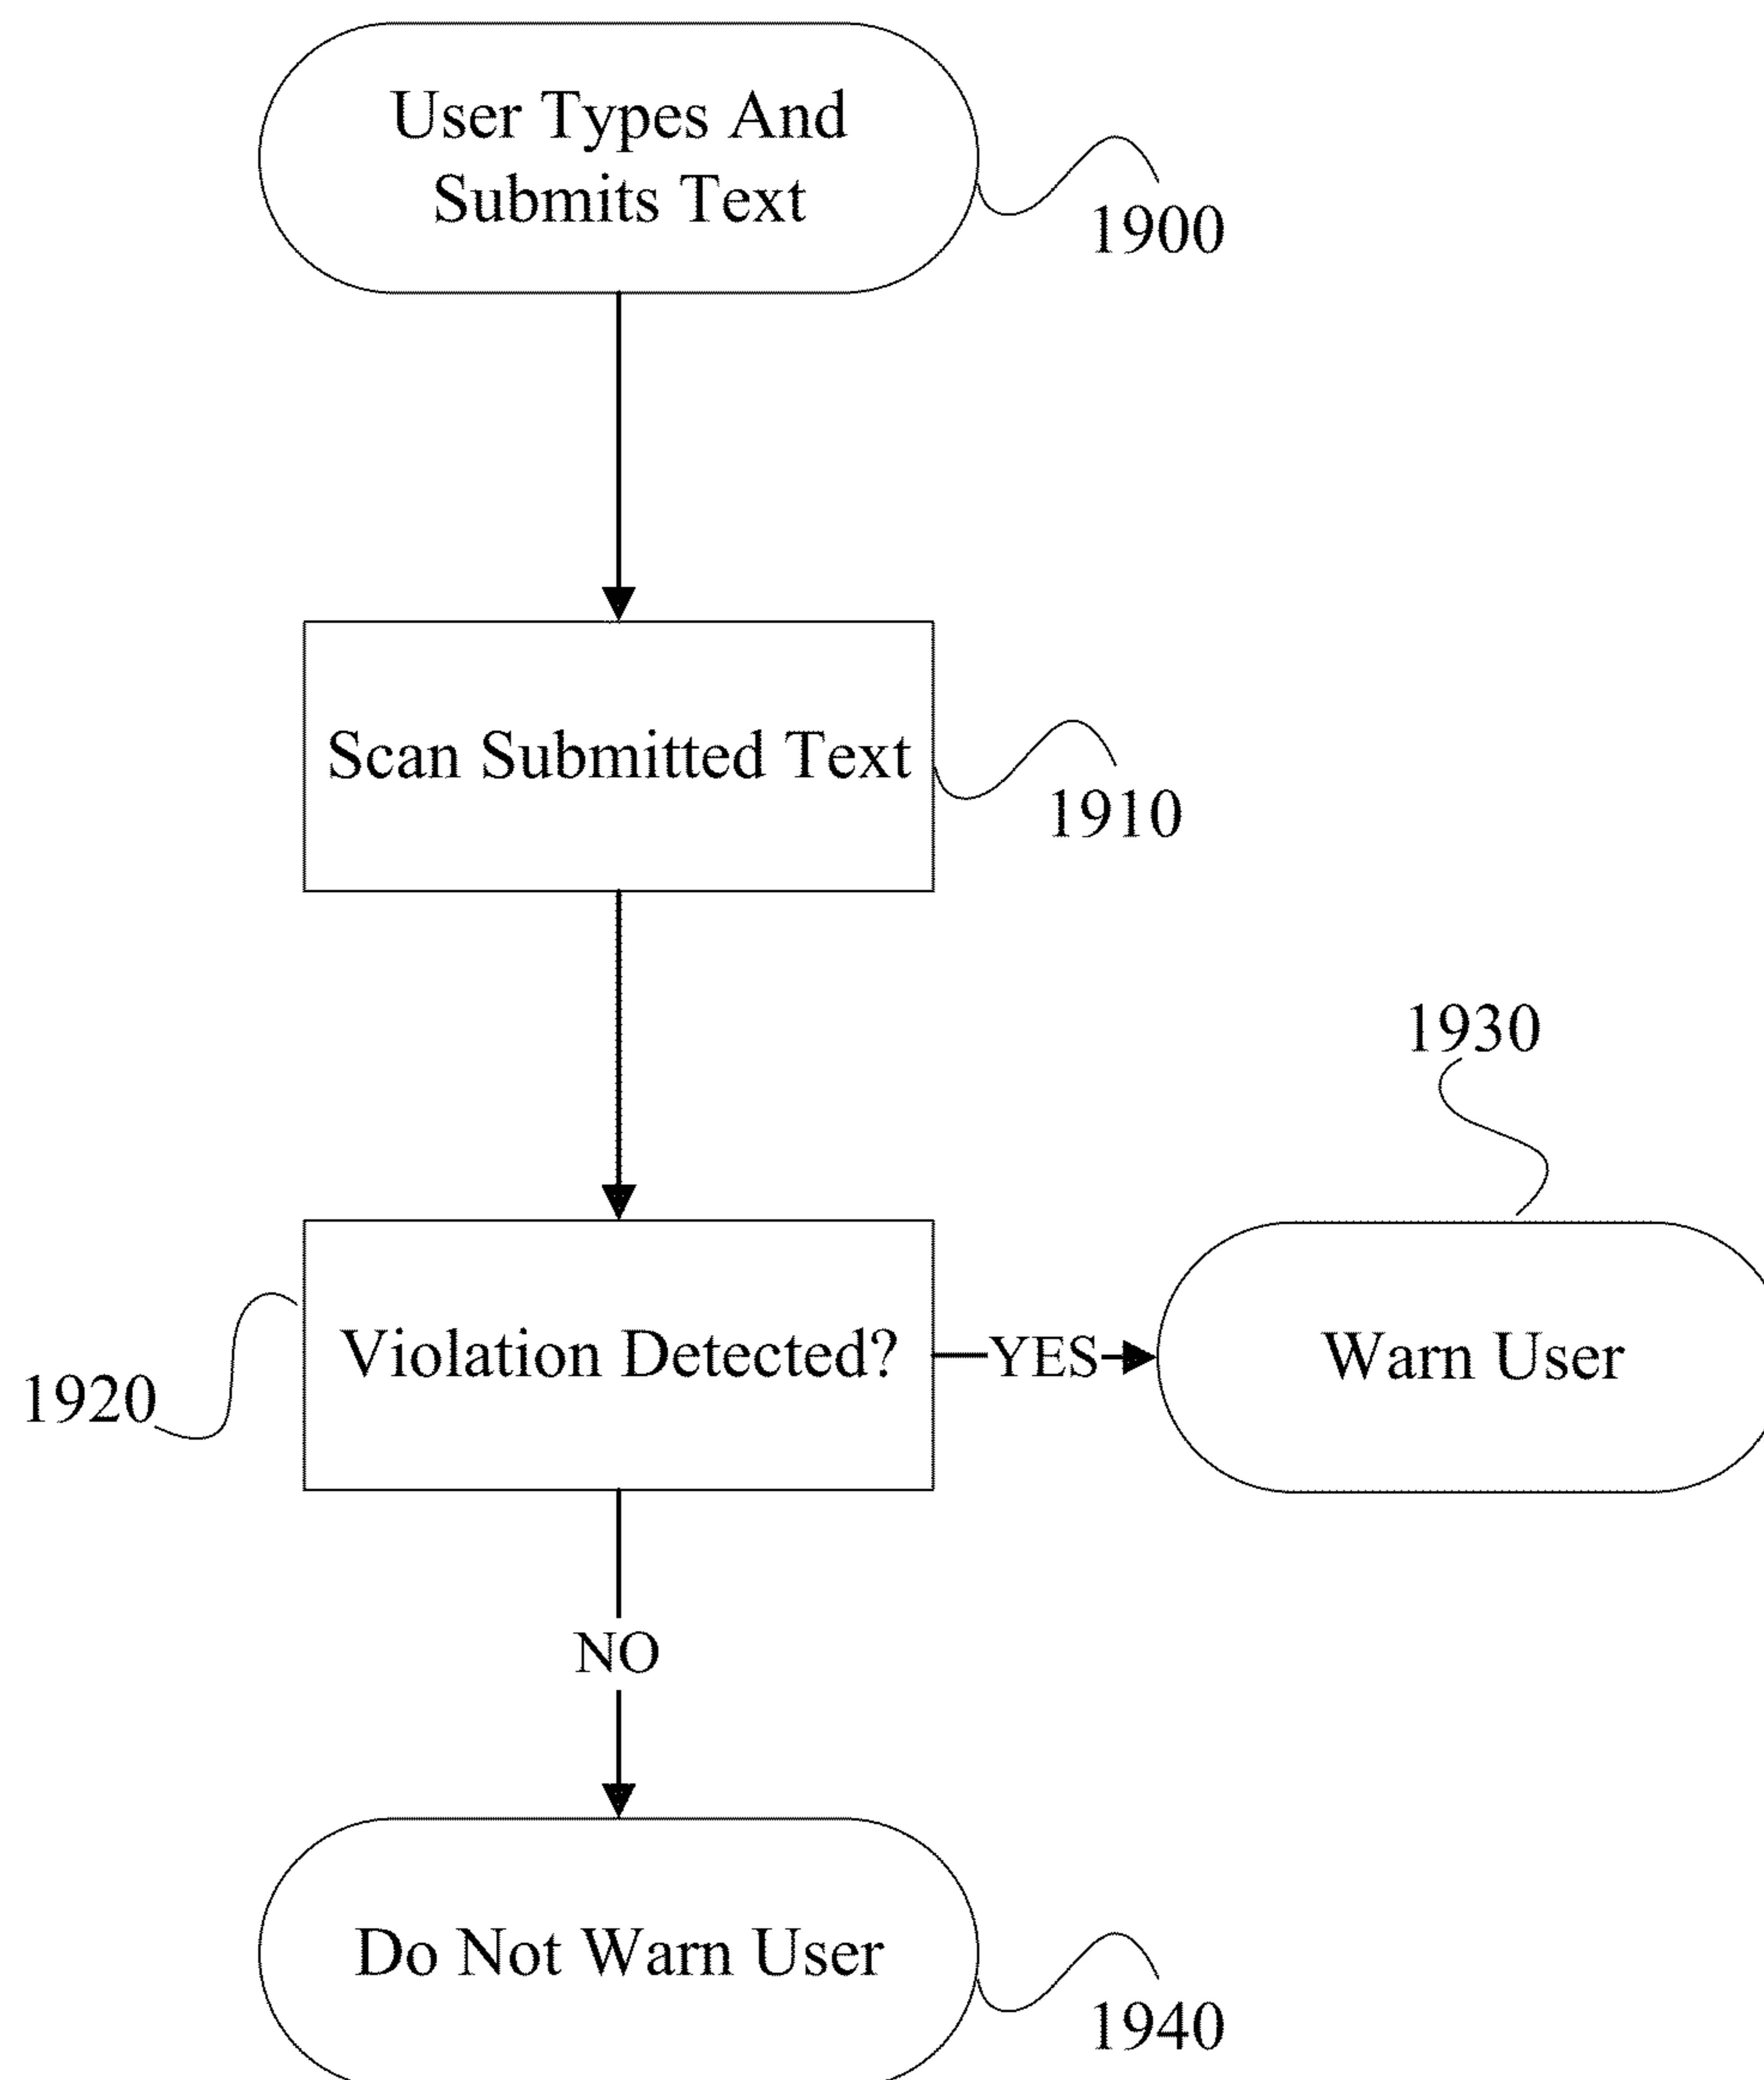 User Types And
Submits Text
1900
Scan Submitted Text
1910
1930
Violation Detected?
YES
Warn User
1920
NO
Do Not Warn User
1940